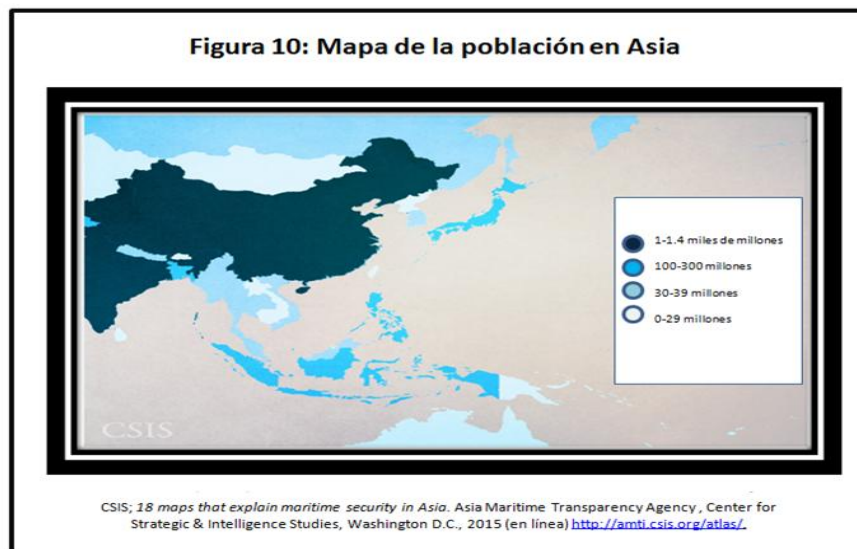 Figura 10: Mapa de la población en Asia
1-1.4 miles de millones
100-300 millones
30-39 millones
0-29 millones
CSIS
CSIS; 18 maps that explain maritime security in Asia. Asia Maritime Transparency Agency, Center for
Strategic & Intelligence Studies, Washington D.C., 2015 (en línea) http://amti.csis.org/atlas/.